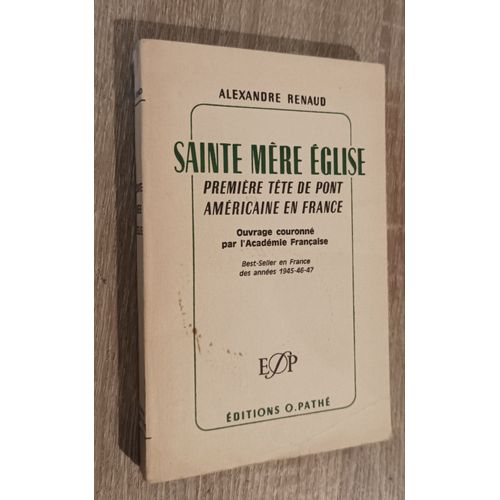 ALEXANDRE RENAUD
SAINTE MÈRE ÉGLISE
PREMIÈRE TÊTE DE PONT
AMÉRICAINE EN FRANCE
Ouvrage couronné
par l'Académie Française
Best-Seller en France
des années 1945-46-47
EOP
ÉDITIONS O.PATHÉ